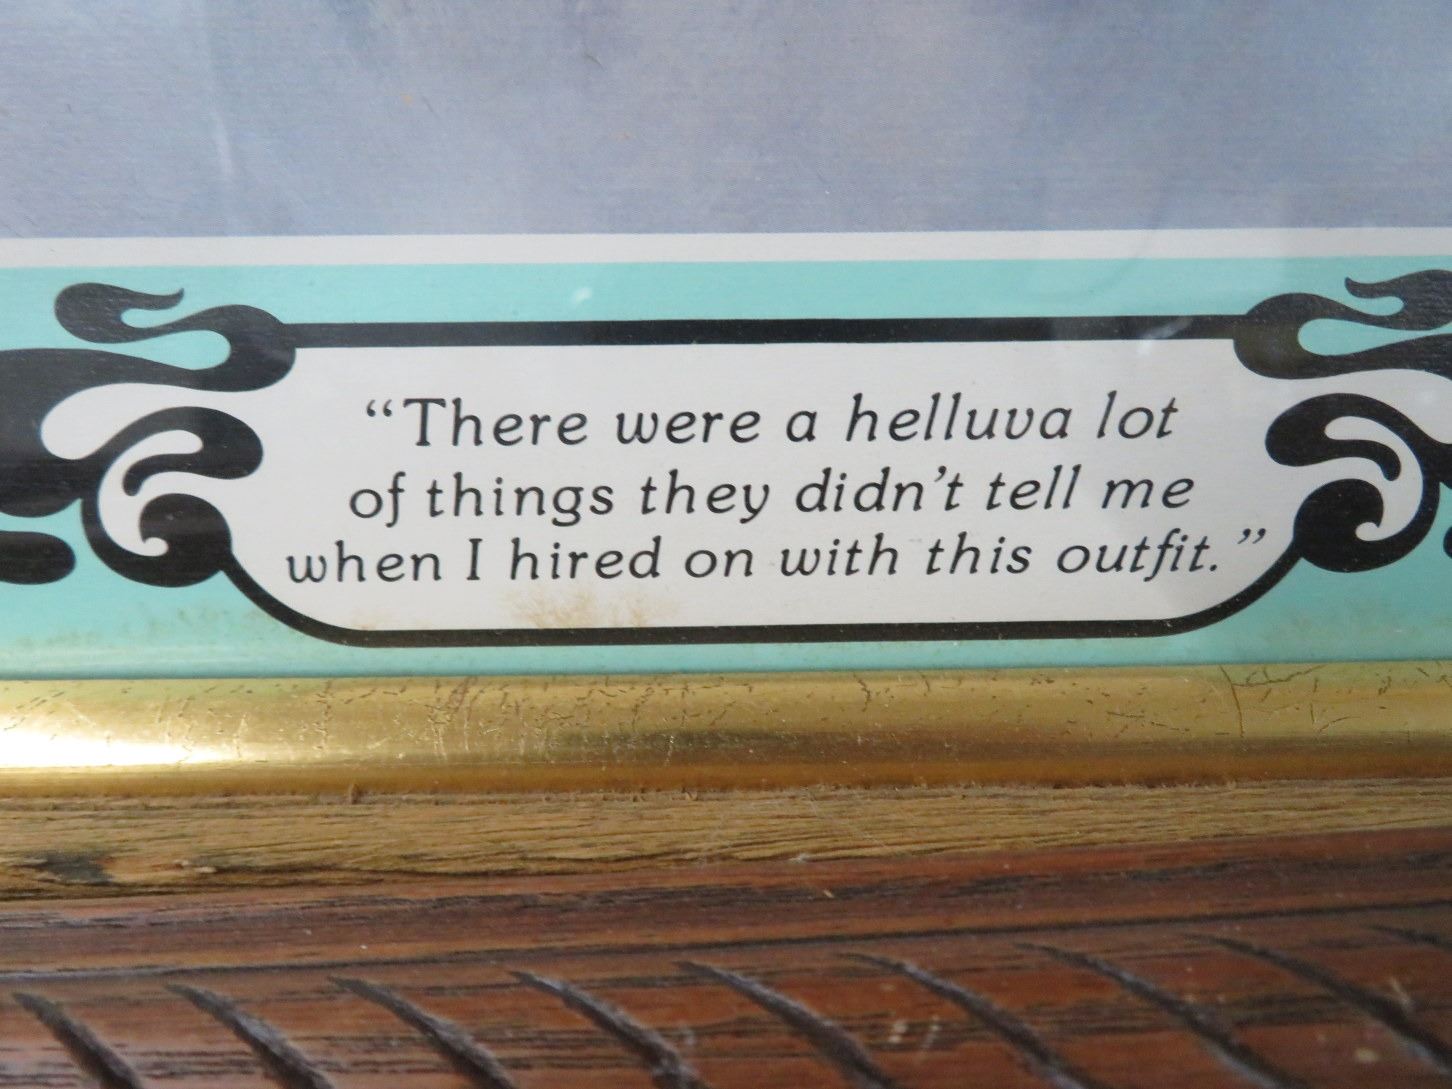 “There were a helluva lot
of things they didn’t tell me
when I hired on with this outfit.”